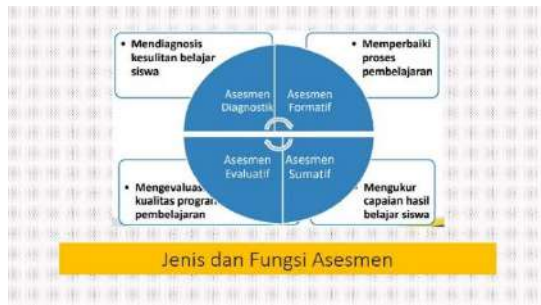 • Mendiagnosis
kesulitan belajar
siswa
• Memperbaiki
proses
pembelajaran
Asesmen
Diagnostik
Asesmen
Formatif
Asesmen
Evaluatif
Asesmen
Sumatif
• Mengevaluas
kualitas program
pembelajaran
• Mengukur
capaian hasil
belajar siswa
Jenis dan Fungsi Asesmen